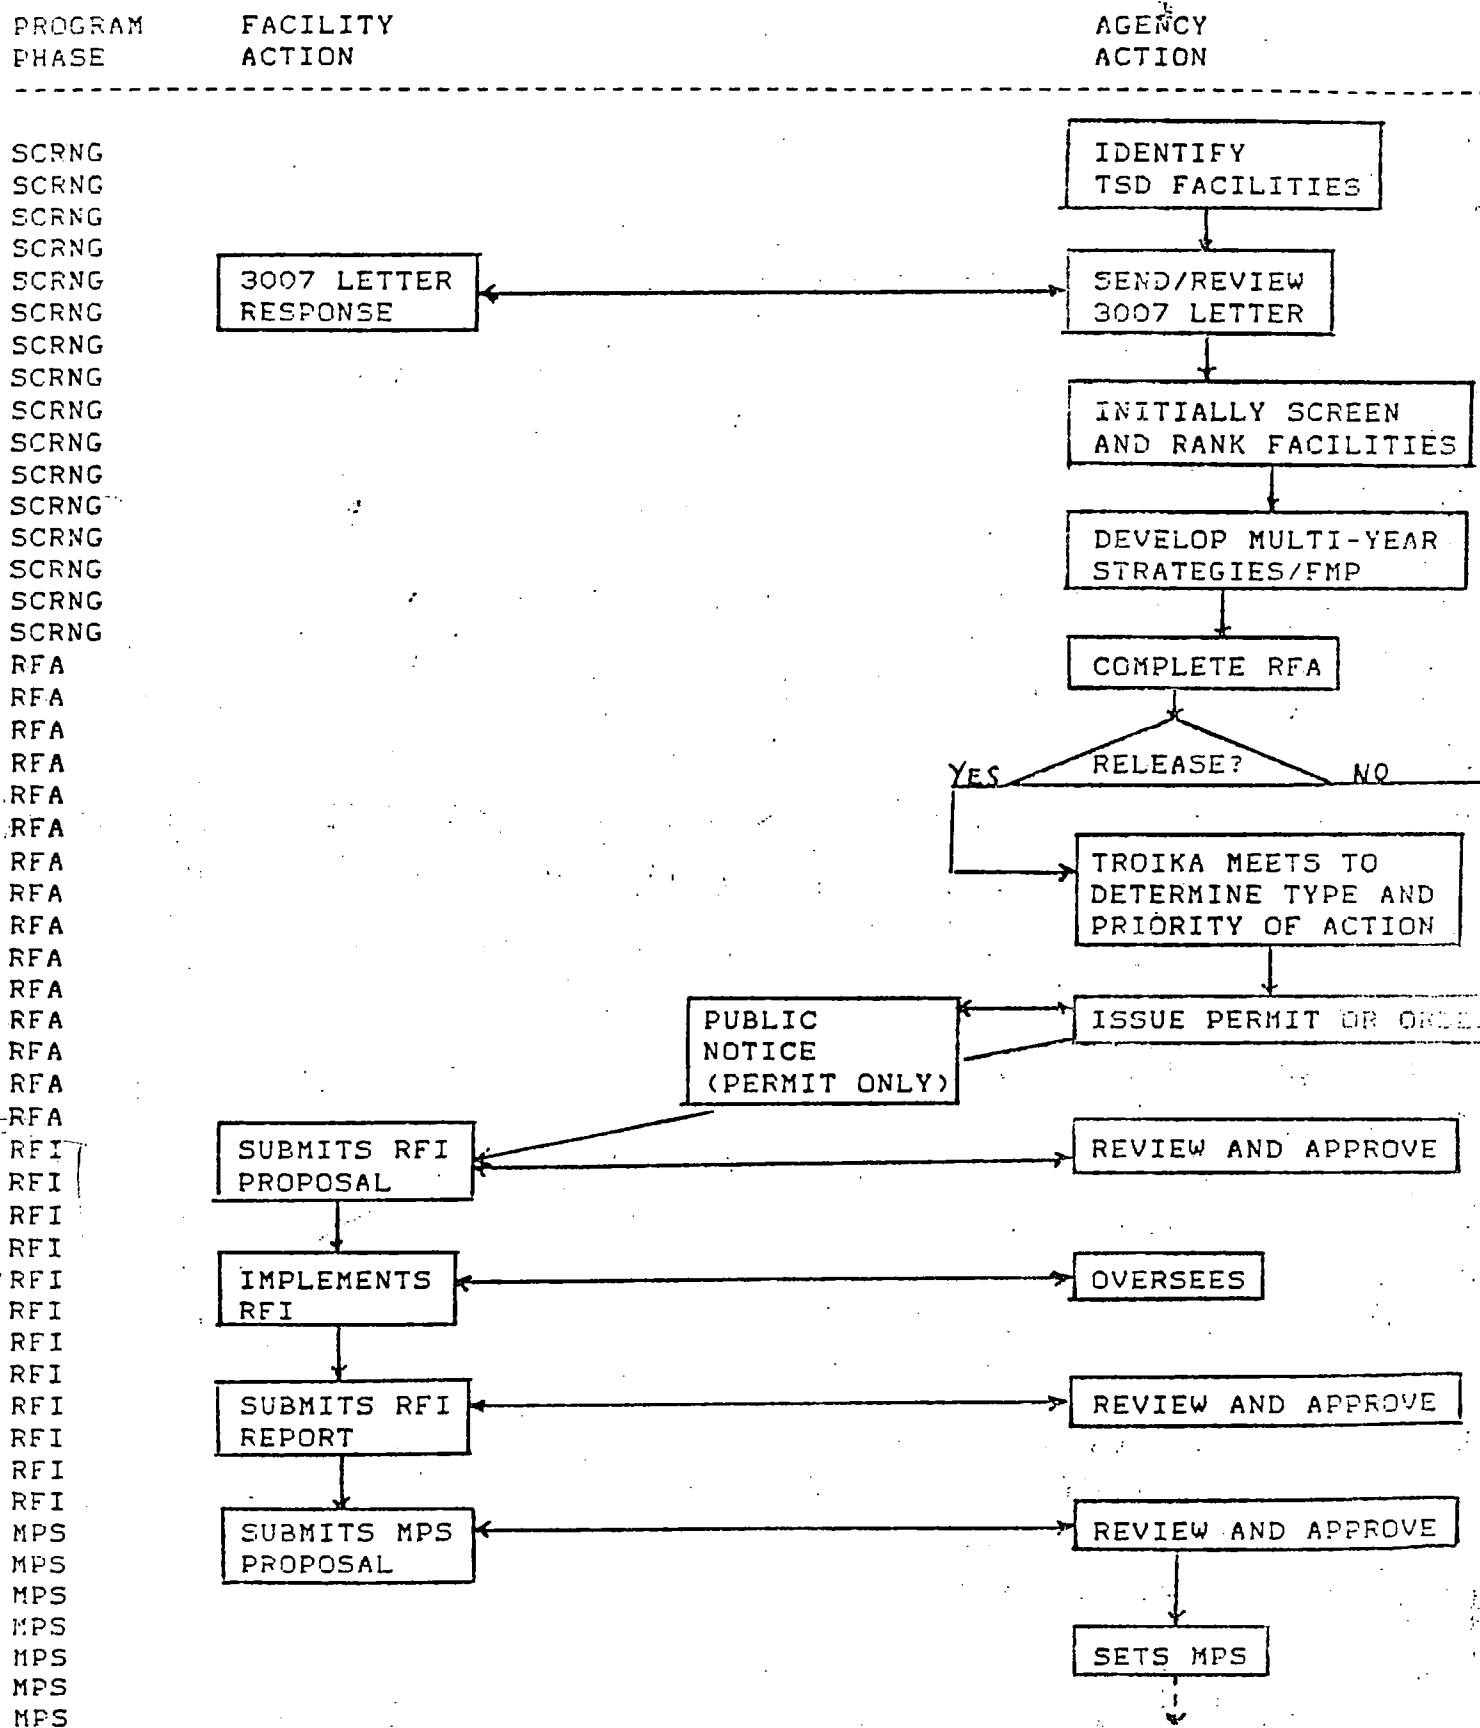 PROGRAM FACILITY AGENCY
PHASE ACTION ACTION
SCRNG IDENTIFY
SCRNG TSD FACILITIES
SCRNG
SCRNG
SCRNG 3007 LETTER SEND/REVIEW
SCRNG RESPONSE 3007 LETTER
SCRNG
SCRNG
SCRNG INITIALLY SCREEN
SCRNG AND RANK FACILITIES
SCRNG
SCRNG
SCRNG DEVELOP MULTI-YEAR
SCRNG STRATEGIES/FMP
SCRNG
SCRNG
RFA COMPLETE RFA
RFA
RFA
RFA YES RELEASE? NO
RFA
RFA
RFA TROIKA MEETS TO
RFA DETERMINE TYPE AND
RFA PRIORITY OF ACTION
RFA
RFA
RFA PUBLIC ISSUE PERMIT OR
RFA NOTICE
RFA (PERMIT ONLY)
RFA
RFI SUBMITS RFI REVIEW AND APPROVE
RFI PROPOSAL
RFI
RFI
RFI IMPLEMENTS OVERSEES
RFI RFI
RFI
RFI
RFI SUBMITS RFI REVIEW AND APPROVE
RFI REPORT
RFI
RFI
MPS SUBMITS MPS REVIEW AND APPROVE
MPS PROPOSAL
MPS
MPS
MPS SETS MPS
MPS
MPS